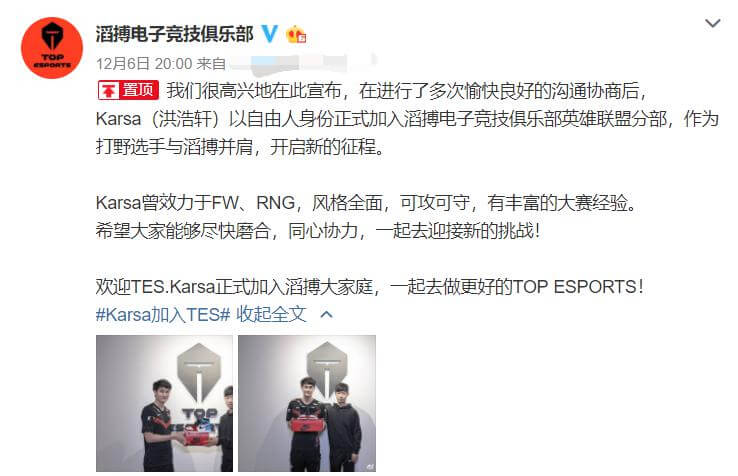 TOP
ESPORTS
滔搏电子竞技俱乐部
12月6日 20:00 来自
置顶 我们很高兴地在此宣布，在进行了多次愉快良好的沟通协商后，
Karsa（洪浩轩）以自由人身份正式加入滔搏电子竞技俱乐部英雄联盟分部，作为
打野选手与滔搏并肩，开启新的征程。
Karsa曾效力于FW、RNG，风格全面，可攻可守，有丰富的大赛经验。
希望大家能够尽快磨合，同心协力，一起去迎接新的挑战！
欢迎TES.Karsa正式加入滔搏大家庭，一起去做更好的TOP ESPORTS！
#Karsa加入TES# 收起全文
TOP
ESPORTS